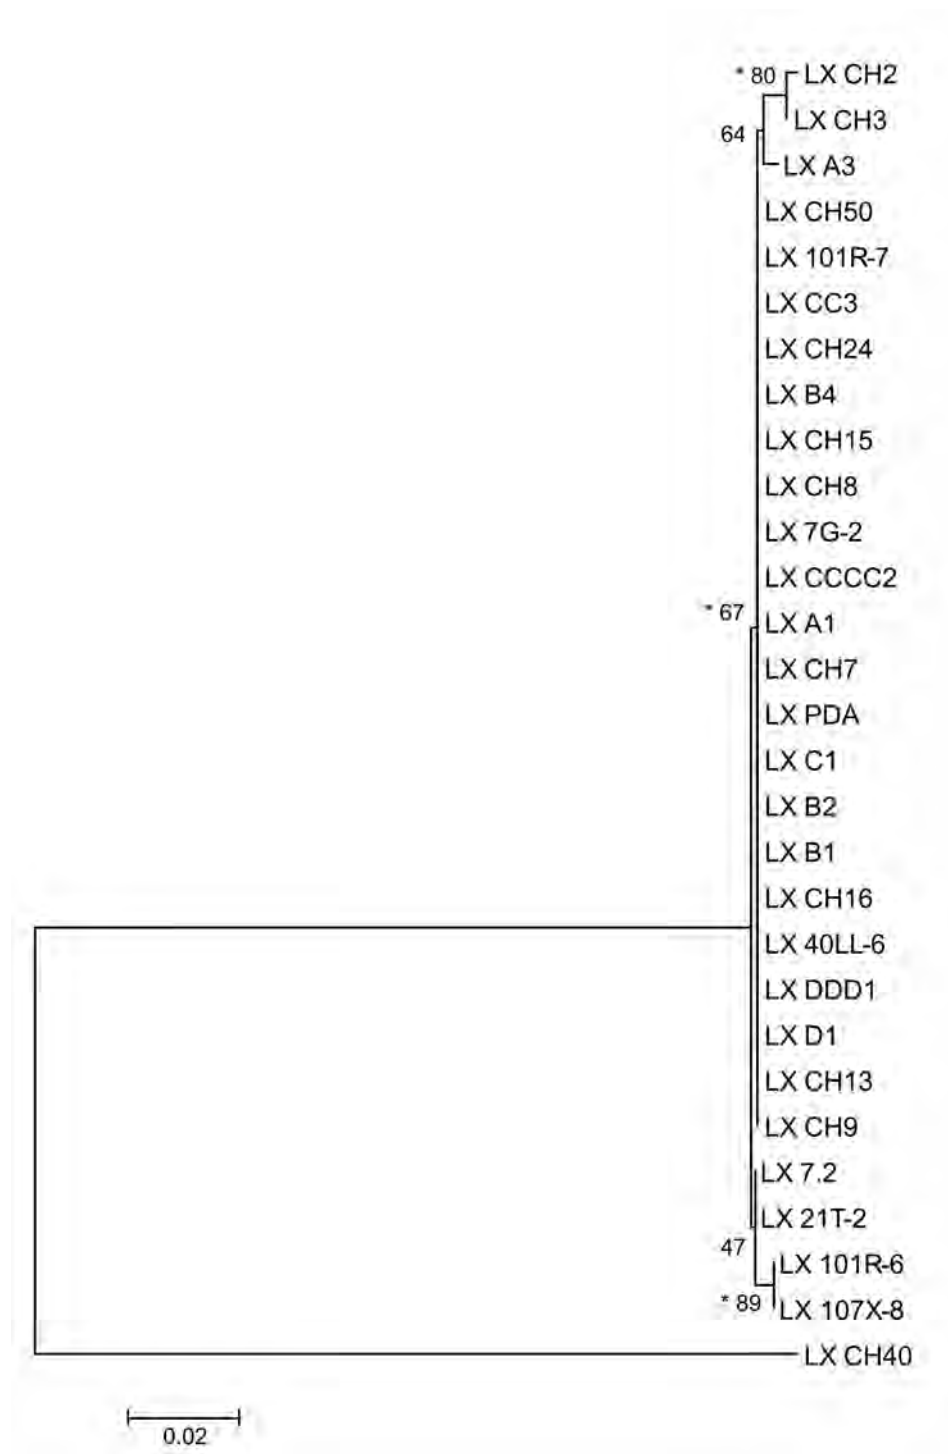 * 80
LX CH2
LX CH3
64
LX A3
LX CH50
LX 101R-7
LX CC3
LX CH24
LX B4
LX CH15
LX CH8
LX 7G-2
LX CCCC2
* 67
LX A1
LX CH7
LX PDA
LX C1
LX B2
LX B1
LX CH16
LX 40LL-6
LX DDD1
LX D1
LX CH13
LX CH9
LX 7.2
LX 21T-2
47
LX 101R-6
* 89
LX 107X-8
LX CH40
0.02